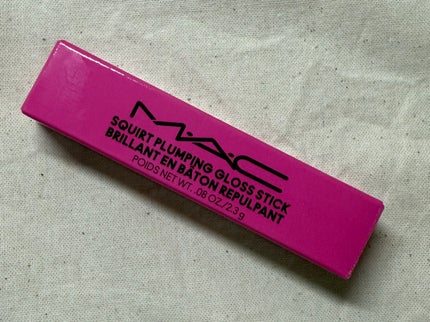 M·A·C
SQUIRT PLUMPING GLOSS STICK
BRILLANT EN BÂTON REPULPANT
POIDS NET WT. .08 OZ./2.3 g